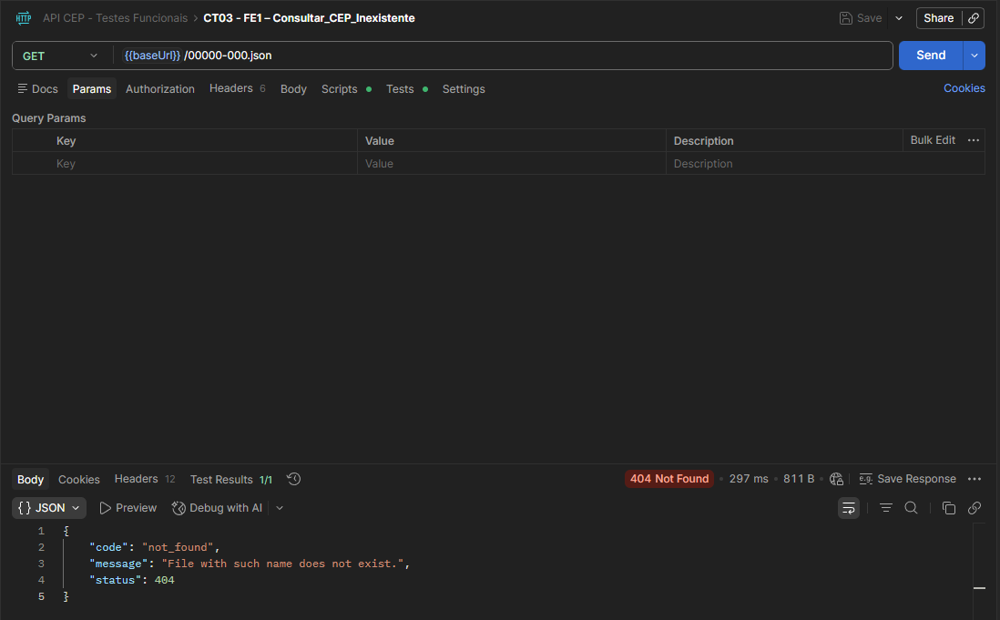 HTTP API CEP - Testes Funcionais > CT03 - FE1 – Consultar_CEP_Inexistente Save Share
GET {{baseUrl}} /00000-000.json Send
Docs Params Authorization Headers 6 Body Scripts Tests Settings Cookies
Query Params
Key Value Description Bulk Edit
Key Value Description
Body Cookies Headers 12 Test Results 1/1 404 Not Found 297 ms 811 B e.g. Save Response
{} JSON Preview Debug with AI
1 {
2 "code": "not_found",
3 "message": "File with such name does not exist.",
4 "status": 404
5 }